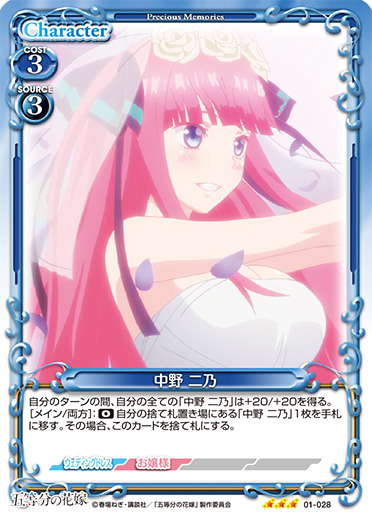 Precious Memories
Character
COST
3
SOURCE
3
中野 二乃
自分のターンの間、自分の全ての「中野 二乃」は+20/+20を得る。
[メイン/両方]:O 自分の捨て札置き場にある「中野 二乃」1枚を手札
に移す。その場合、このカードを捨て札にする。
ウェディングドレス お嬢様
五等分の花嫁
©春場ねぎ・講談社/「五等分の花嫁」製作委員会
★★★ 01-028